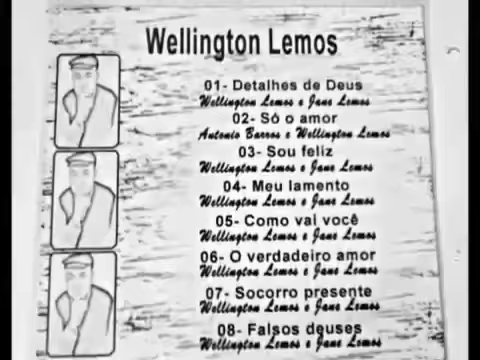 Wellington Lemos
01- Detalhes de Deus
Wellington Lemos e Jane Lemos
02- Só o amor
Antonio Barros e Wellington Lemos
03- Sou feliz
Wellington Lemos e Jane Lemos
04- Meu lamento
Wellington Lemos e Jane Lemos
05- Como vai você
Wellington Lemos e Jane Lemos
06- O verdadeiro amor
Wellington Lemos e Jane Lemos
07- Socorro presente
Wellington Lemos e Jane Lemos
08- Falsos deuses
Wellington Lemos e Jane Lemos